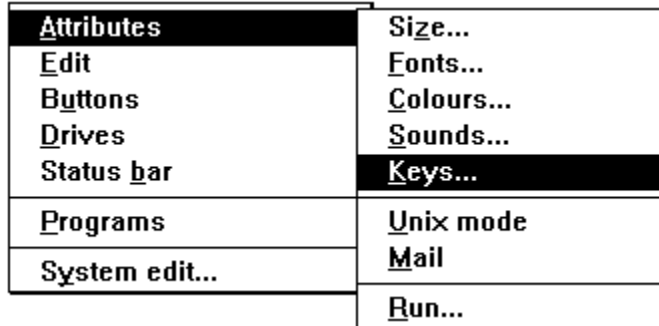 Attributes
Edit
Buttons
Drives
Status bar
Programs
System edit...
Size...
Fonts...
Colours...
Sounds...
Keys...
Unix mode
Mail
Run...